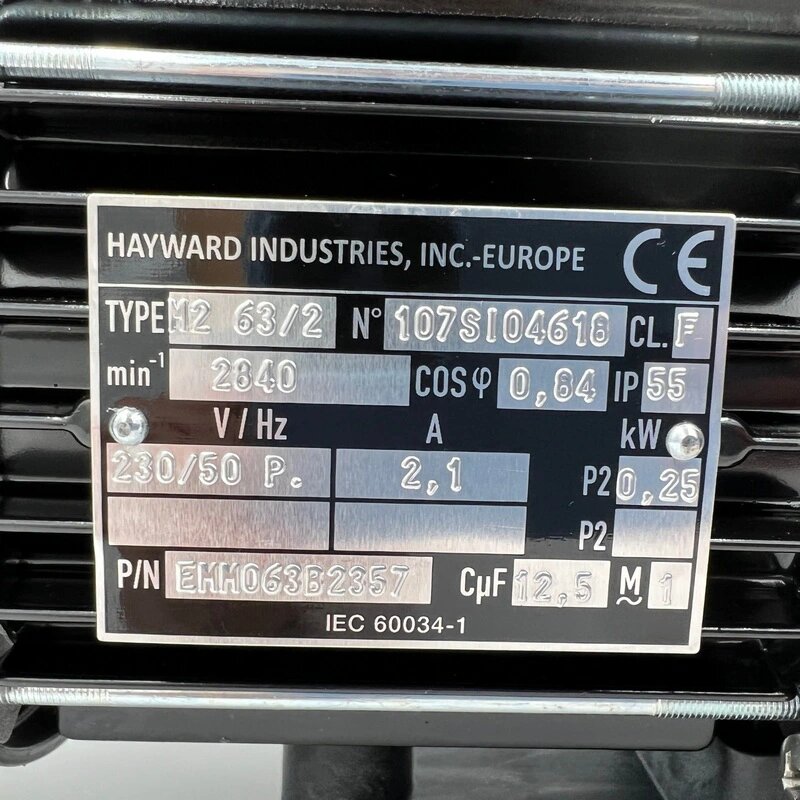 HAYWARD INDUSTRIES, INC.-EUROPE CE
TYPE M2 63/2 N° 107SI04618 CL. F
min-1 2840 COSφ 0,84 IP 55
V / Hz A kW
230/50 P. 2,1 P2 0,25
P2
P/N EMM063B2357 CµF 12,5 M~ 1
IEC 60034-1